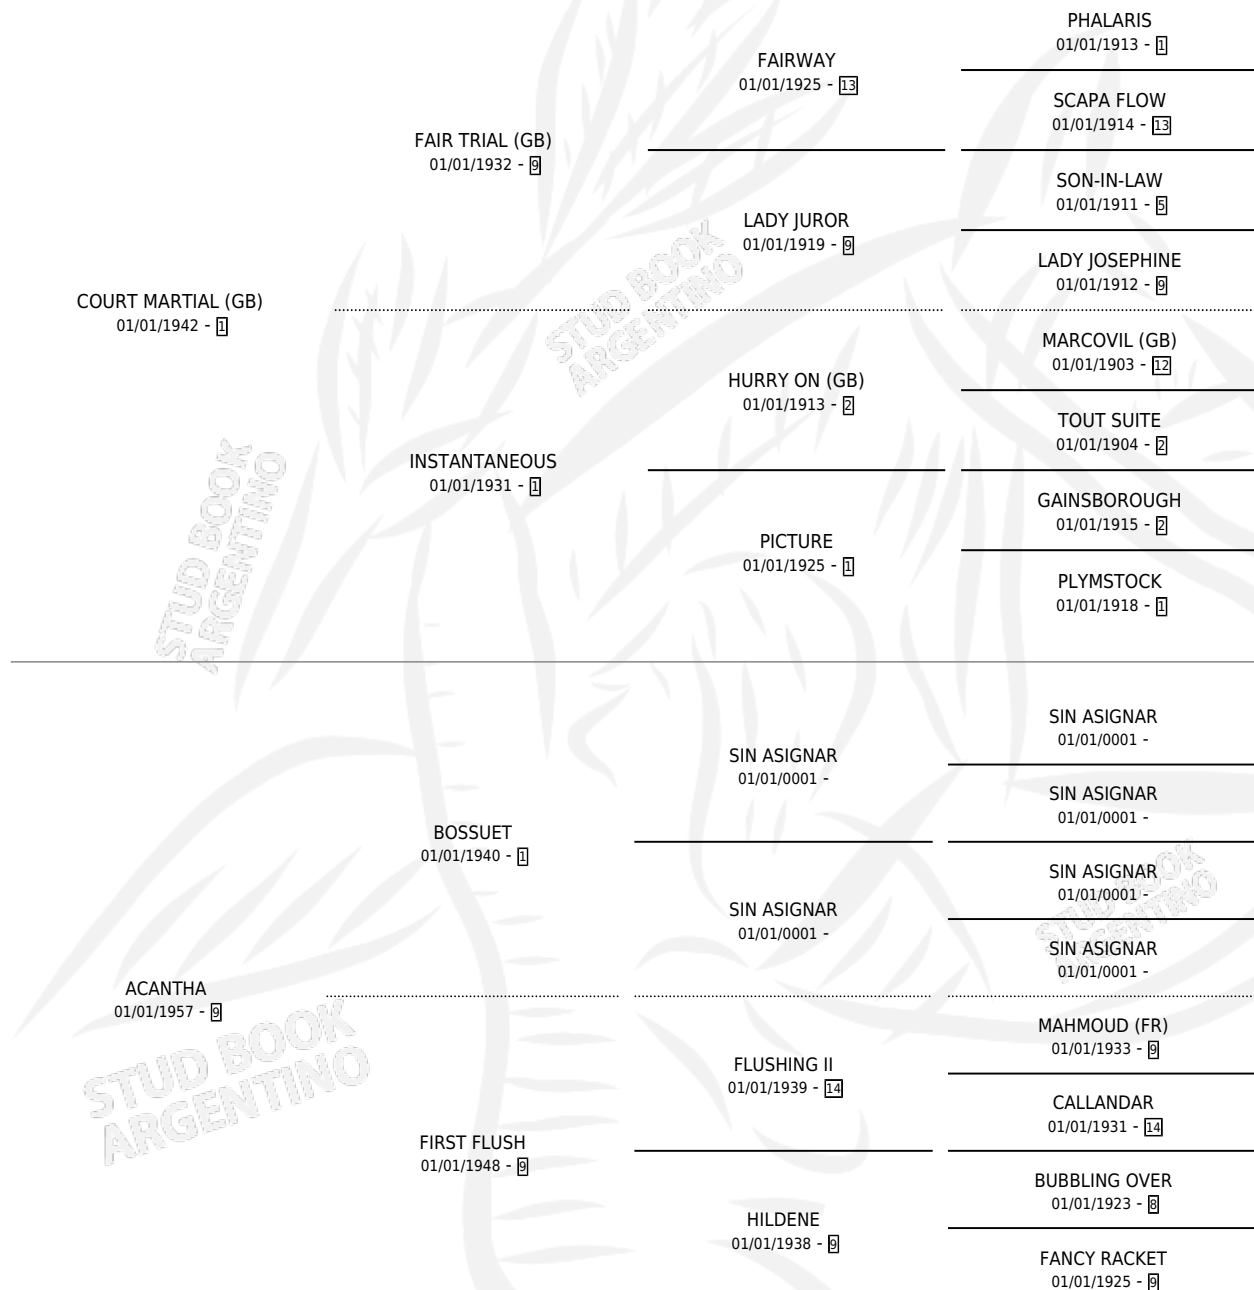 PHALARIS
01/01/1913 - 1
FAIRWAY
01/01/1925 - 13
SCAPA FLOW
01/01/1914 - 13
FAIR TRIAL (GB)
01/01/1932 - 9
SON-IN-LAW
01/01/1911 - 5
LADY JUROR
01/01/1919 - 9
LADY JOSEPHINE
01/01/1912 - 9
COURT MARTIAL (GB)
01/01/1942 - 1
MARCOVIL (GB)
01/01/1903 - 12
HURRY ON (GB)
01/01/1913 - 2
TOUT SUITE
01/01/1904 - 2
INSTANTANEOUS
01/01/1931 - 1
GAINSBOROUGH
01/01/1915 - 2
PICTURE
01/01/1925 - 1
PLYMSTOCK
01/01/1918 - 1
SIN ASIGNAR
01/01/0001 -
SIN ASIGNAR
01/01/0001 -
SIN ASIGNAR
01/01/0001 -
BOSSUET
01/01/1940 - 1
SIN ASIGNAR
01/01/0001 -
SIN ASIGNAR
01/01/0001 -
SIN ASIGNAR
01/01/0001 -
ACANTHA
01/01/1957 - 9
MAHMOUD (FR)
01/01/1933 - 9
FLUSHING II
01/01/1939 - 14
CALLANDAR
01/01/1931 - 14
FIRST FLUSH
01/01/1948 - 9
BUBBLING OVER
01/01/1923 - 8
HILDENE
01/01/1938 - 9
FANCY RACKET
01/01/1925 - 9
STUD BOOK
ARGENTINO
STUD BOOK
ARGENTINO
STUD BOOK
ARGENTINO
STUD BOOK
ARGENTINO